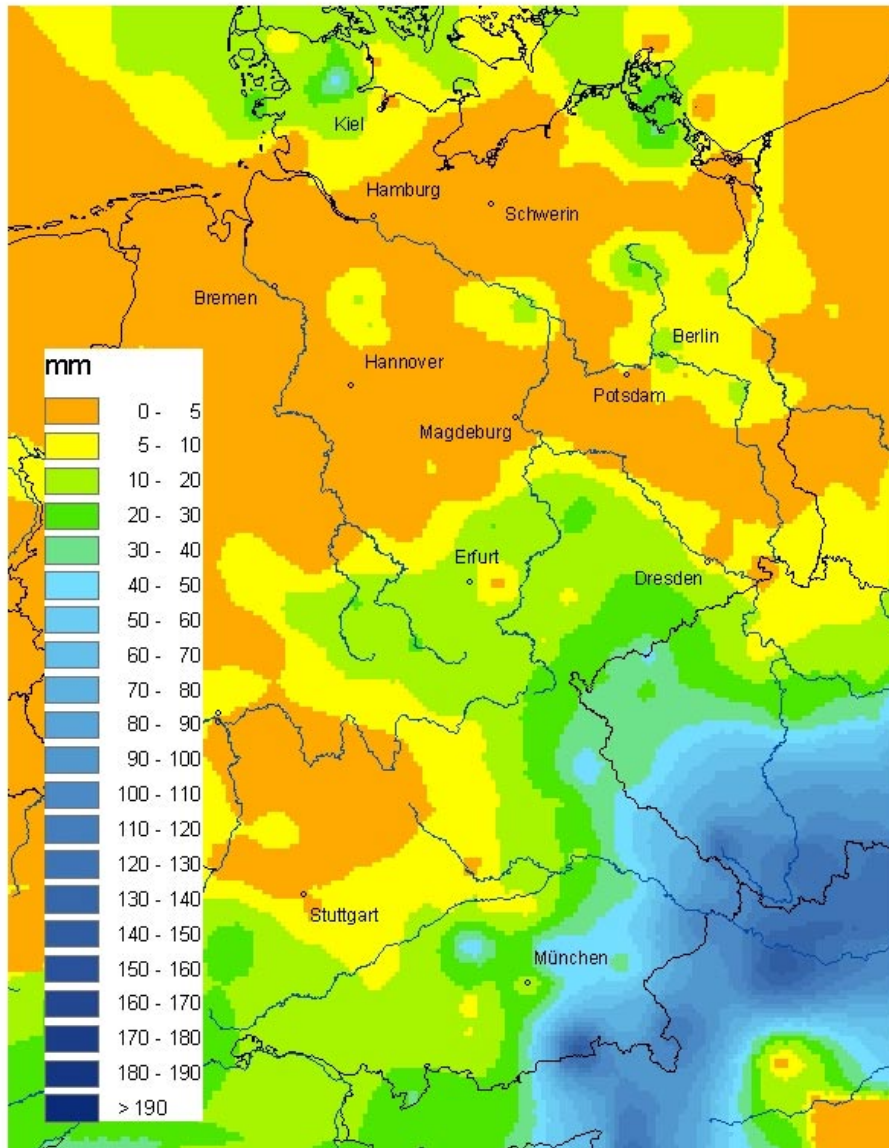 Kiel
Hamburg
Schwerin
Bremen
Berlin
Hannover
Potsdam
Magdeburg
Erfurt
Dresden
Stuttgart
München
mm
0 - 5
5 - 10
10 - 20
20 - 30
30 - 40
40 - 50
50 - 60
60 - 70
70 - 80
80 - 90
90 - 100
100 - 110
110 - 120
120 - 130
130 - 140
140 - 150
150 - 160
160 - 170
170 - 180
180 - 190
> 190